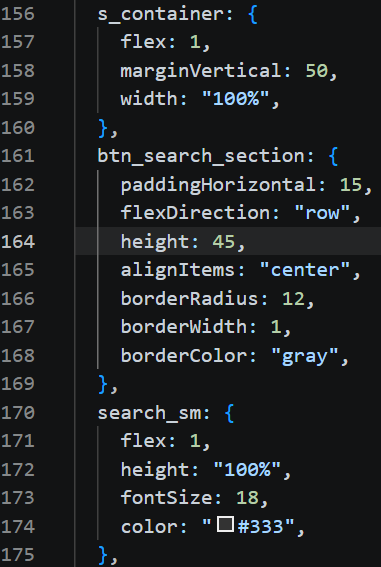 156 s_container: {
157 flex: 1,
158 marginVertical: 50,
159 width: "100%",
160 },
161 btn_search_section: {
162 paddingHorizontal: 15,
163 flexDirection: "row",
164 height: 45,
165 alignItems: "center",
166 borderRadius: 12,
167 borderWidth: 1,
168 borderColor: "gray",
169 },
170 search_sm: {
171 flex: 1,
172 height: "100%",
173 fontSize: 18,
174 color: "#333",
175 },